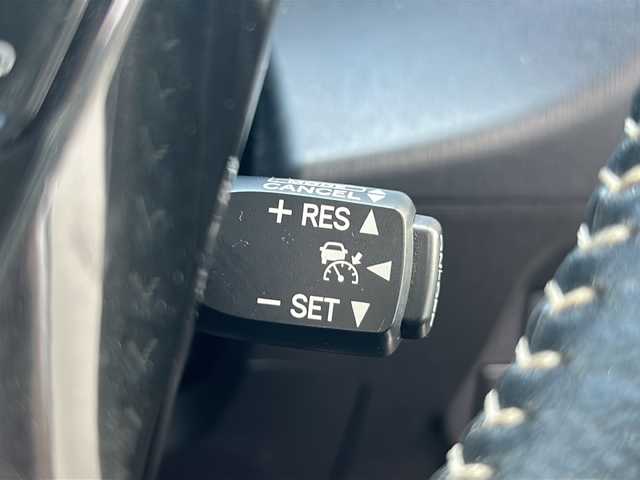 CANCEL
+ RES ▲
◀
− SET ▼